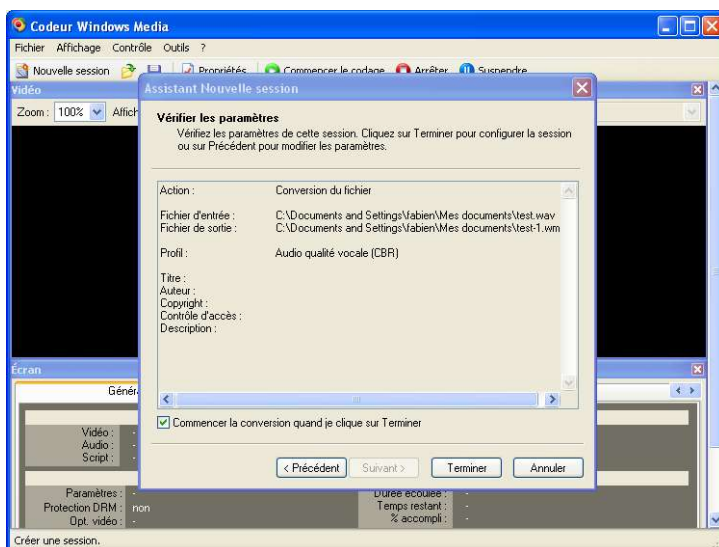 Codeur Windows Media
Fichier Affichage Contrôle Outils ?
Nouvelle session Propriétés Commencer le codage Arrêter Suspendre
Vidéo
Zoom : 100%
Assistant Nouvelle session
Vérifier les paramètres
Vérifiez les paramètres de cette session. Cliquez sur Terminer pour configurer la session
ou sur Précédent pour modifier les paramètres.
Action : Conversion du fichier
Fichier d'entrée : C:\Documents and Settings\fabien\Mes documents\test.wav
Fichier de sortie : C:\Documents and Settings\fabien\Mes documents\test-1.wm
Profil : Audio qualité vocale (CBR)
Titre :
Auteur :
Copyright :
Contrôle d'accès :
Description :
Commencer la conversion quand je clique sur Terminer
< Précédent Suivant > Terminer Annuler
Écran
Vidéo : -
Audio : -
Script : -
Paramètres : - Durée écoulée : -
Protection DRM : non Temps restant : -
Opt. vidéo : - % accompli : -
Créer une session.